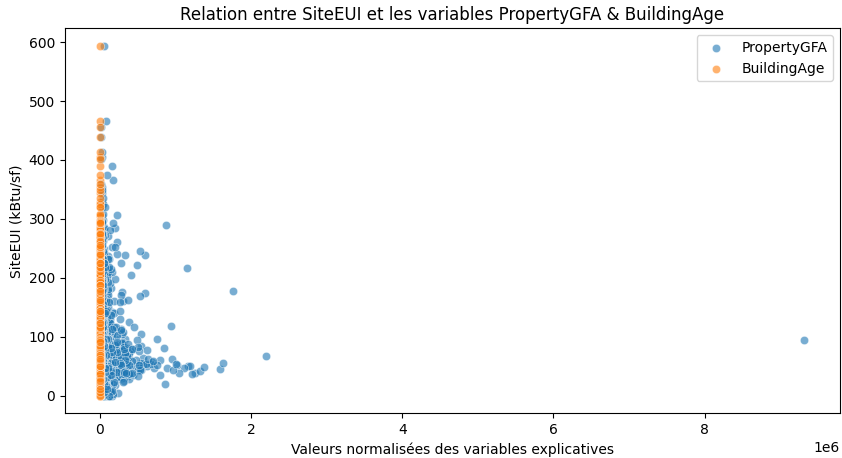 Relation entre SiteEUI et les variables PropertyGFA & BuildingAge
PropertyGFA
BuildingAge
600
500
400
300
200
100
0
SiteEUI (kBtu/sf)
0 2 4 6 8
1e6
Valeurs normalisées des variables explicatives